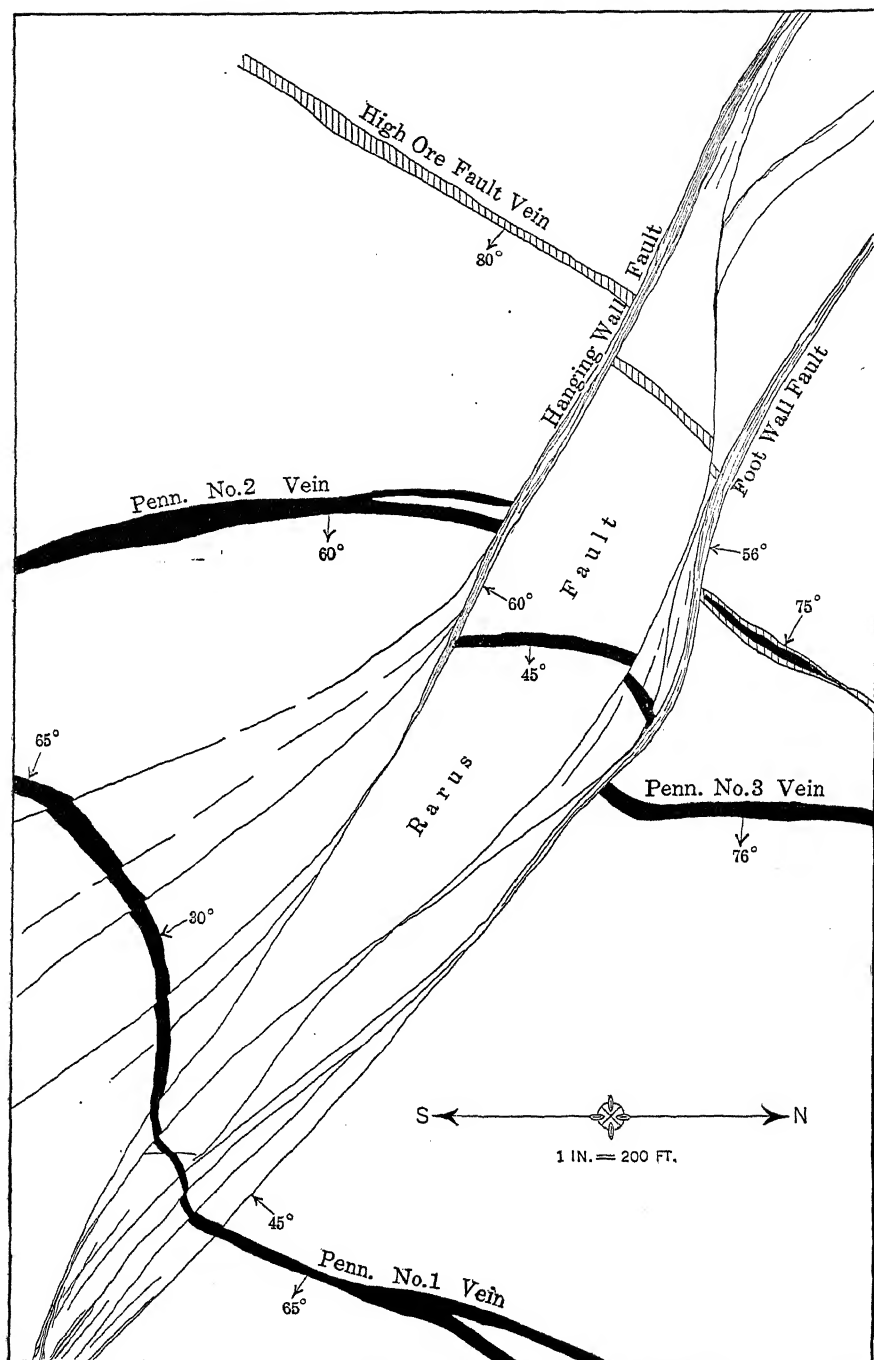 High Ore Fault Vein
80°
Hanging Wall Fault
Foot Wall Fault
Penn. No.2 Vein
60°
56°
60°
Fault
75°
45°
65°
Rarus
Penn. No.3 Vein
76°
30°
S N
1 IN. = 200 FT.
45°
Penn. No.1 Vein
65°